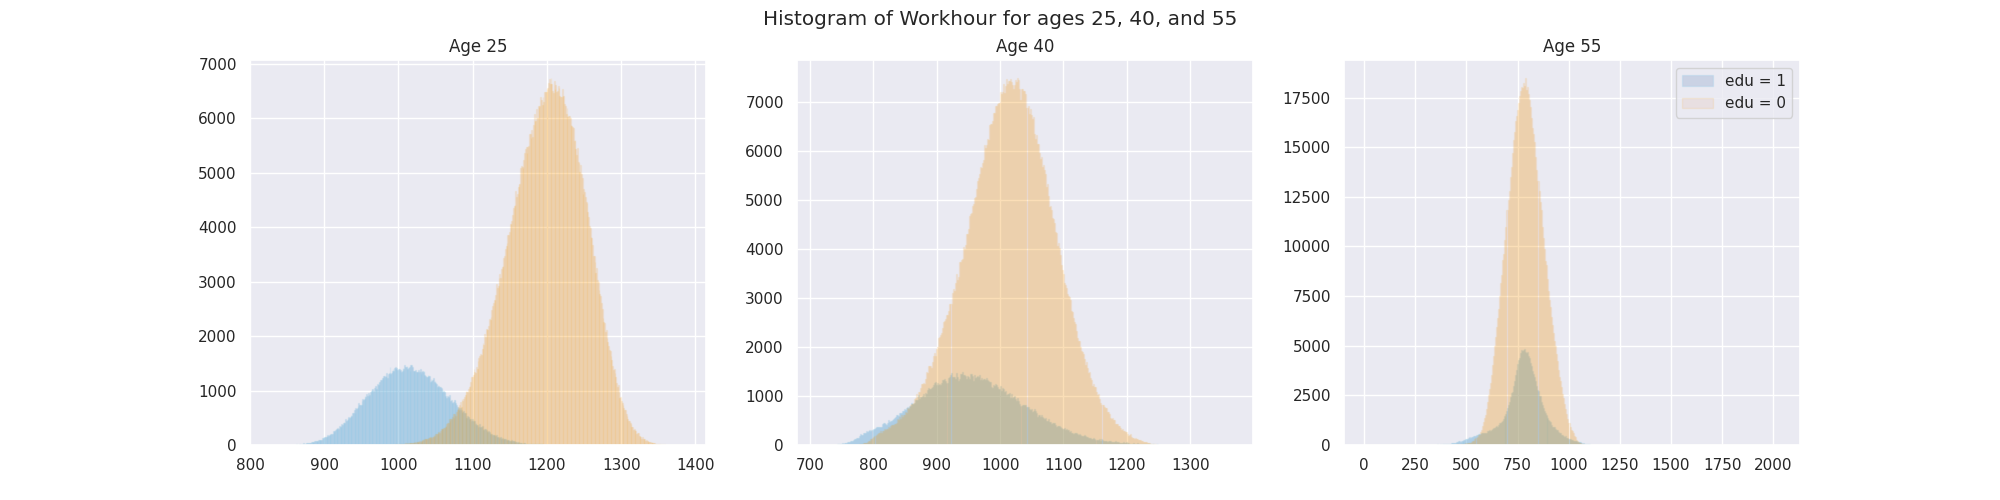 Histogram of Workhour for ages 25, 40, and 55
Age 25
7000
6000
5000
4000
3000
2000
1000
0
800 900 1000 1100 1200 1300 1400
Age 40
7000
6000
5000
4000
3000
2000
1000
0
700 800 900 1000 1100 1200 1300
Age 55
edu = 1
edu = 0
17500
15000
12500
10000
7500
5000
2500
0
0 250 500 750 1000 1250 1500 1750 2000